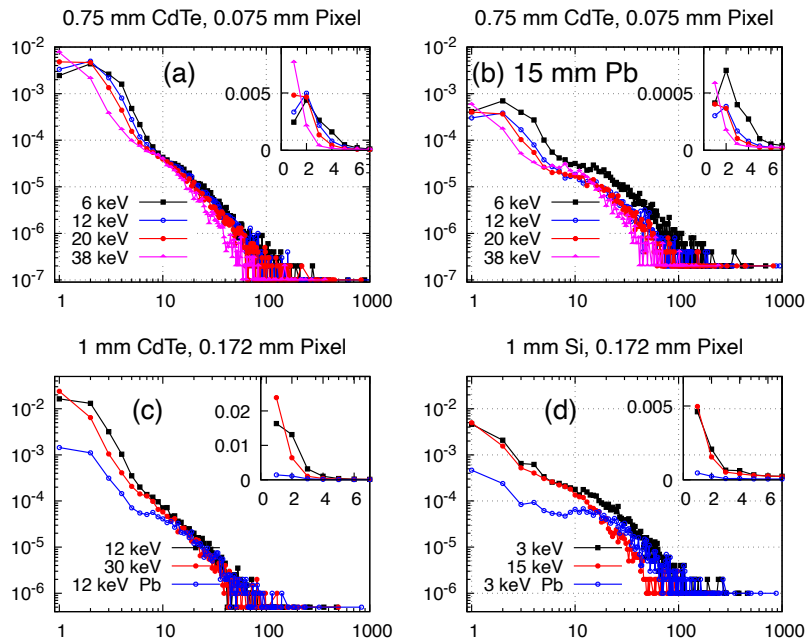 0.75 mm CdTe, 0.075 mm Pixel
10⁻²
10⁻³
10⁻⁴
10⁻⁵
10⁻⁶
10⁻⁷
1 10 100 1000
(a)
0.005
0
0 2 4 6
6 keV
12 keV
20 keV
38 keV
0.75 mm CdTe, 0.075 mm Pixel
10⁻²
10⁻³
10⁻⁴
10⁻⁵
10⁻⁶
10⁻⁷
1 10 100 1000
(b) 15 mm Pb
0.0005
0
0 2 4 6
6 keV
12 keV
20 keV
38 keV
1 mm CdTe, 0.172 mm Pixel
10⁻²
10⁻³
10⁻⁴
10⁻⁵
10⁻⁶
1 10 100 1000
(c)
0.02
0.01
0
0 2 4 6
12 keV
30 keV
12 keV Pb
1 mm Si, 0.172 mm Pixel
10⁻²
10⁻³
10⁻⁴
10⁻⁵
10⁻⁶
1 10 100 1000
(d)
0.005
0
0 2 4 6
3 keV
15 keV
3 keV Pb